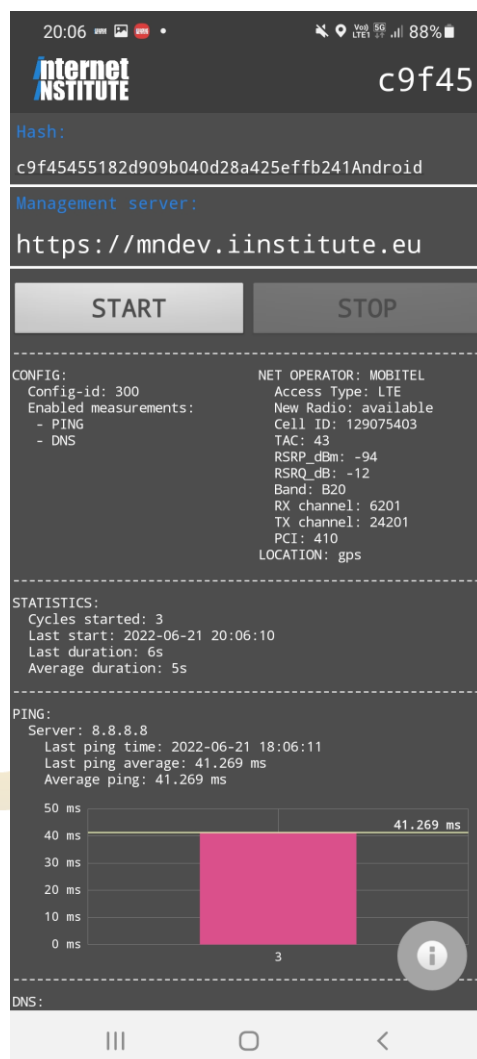 20:06
VoI) LTE1 5G 88%
Internet
INSTITUTE
c9f45
Hash:
c9f45455182d909b040d28a425effb241Android
Management server:
https://mndev.iinstitute.eu
START STOP
CONFIG:
Config-id: 300
Enabled measurements:
- PING
- DNS
NET OPERATOR: MOBITEL
Access Type: LTE
New Radio: available
Cell ID: 129075403
TAC: 43
RSRP_dBm: -94
RSRQ_dB: -12
Band: B20
RX channel: 6201
TX channel: 24201
PCI: 410
LOCATION: gps
STATISTICS:
Cycles started: 3
Last start: 2022-06-21 20:06:10
Last duration: 6s
Average duration: 5s
PING:
Server: 8.8.8.8
Last ping time: 2022-06-21 18:06:11
Last ping average: 41.269 ms
Average ping: 41.269 ms
50 ms
41.269 ms
40 ms
30 ms
20 ms
10 ms
0 ms
3
DNS: